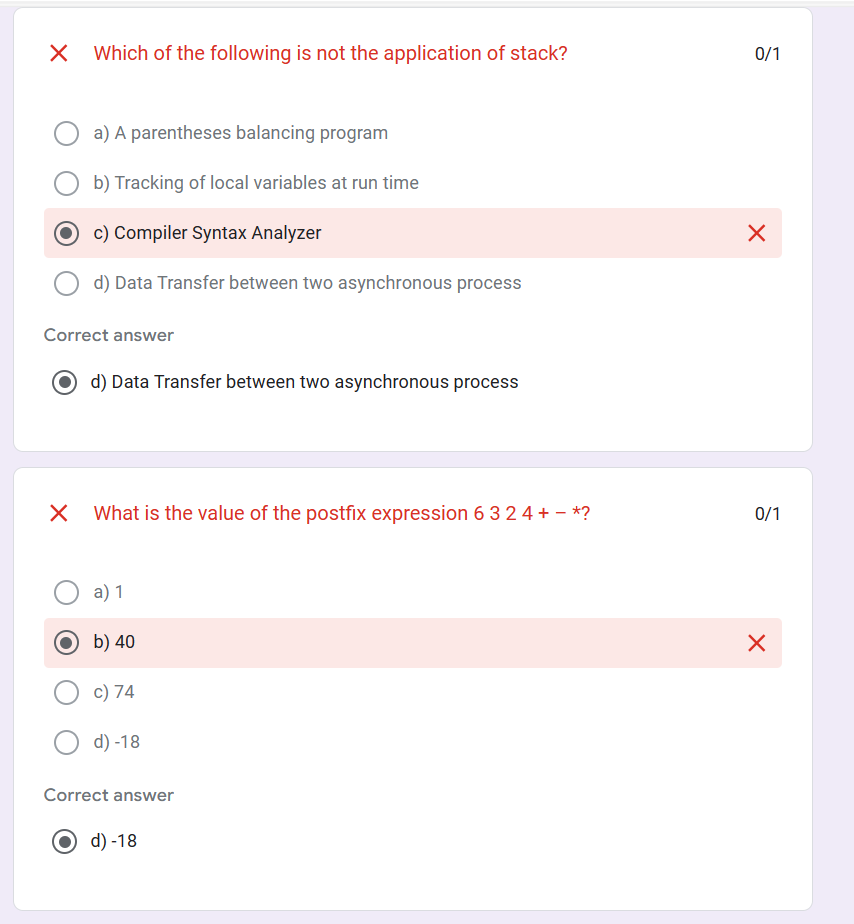 Which of the following is not the application of stack? 0/1
a) A parentheses balancing program
b) Tracking of local variables at run time
c) Compiler Syntax Analyzer
d) Data Transfer between two asynchronous process
Correct answer
d) Data Transfer between two asynchronous process
What is the value of the postfix expression 6 3 2 4 + – *? 0/1
a) 1
b) 40
c) 74
d) -18
Correct answer
d) -18